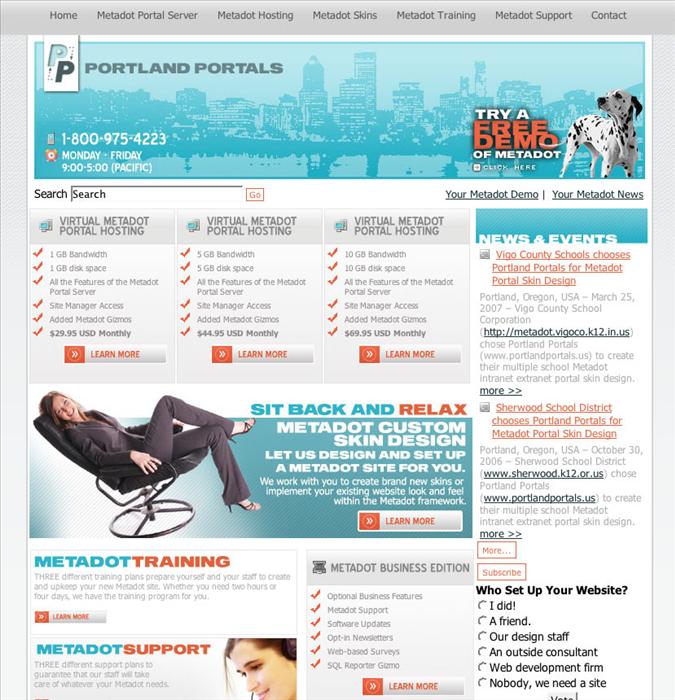 Home Metadot Portal Server Metadot Hosting Metadot Skins Metadot Training Metadot Support Contact
P P PORTLAND PORTALS
1-800-975-4223
MONDAY - FRIDAY
9:00-5:00 (PACIFIC)
TRY A
FREE
DEMO
OF METADOT
CLICK HERE
Search Search Go
Your Metadot Demo | Your Metadot News
VIRTUAL METADOT
PORTAL HOSTING
1 GB Bandwidth
1 GB disk space
All the Features of the Metadot
Portal Server
Site Manager Access
Added Metadot Gizmos
$29.95 USD Monthly
LEARN MORE
VIRTUAL METADOT
PORTAL HOSTING
5 GB Bandwidth
5 GB disk space
All the Features of the Metadot
Portal Server
Site Manager Access
Added Metadot Gizmos
$44.95 USD Monthly
LEARN MORE
VIRTUAL METADOT
PORTAL HOSTING
10 GB Bandwidth
10 GB disk space
All the Features of the Metadot
Portal Server
Site Manager Access
Added Metadot Gizmos
$69.95 USD Monthly
LEARN MORE
SIT BACK AND RELAX
METADOT CUSTOM
SKIN DESIGN
LET US DESIGN AND SET UP
A METADOT SITE FOR YOU.
We work with you to create brand new skins or
implement your existing website look and feel
within the Metadot framework.
LEARN MORE
METADOTTRAINING
THREE different training plans prepare yourself and your staff to create
and upkeep your new Metadot site. Whether you need two hours or
four days, we have the training program for you.
LEARN MORE
METADOTSUPPORT
THREE different support plans to
guarantee that our staff will take
care of whatever your Metadot needs.
METADOT BUSINESS EDITION
Optional Business Features
Metadot Support
Software Updates
Opt-in Newsletters
Web-based Surveys
SQL Reporter Gizmo
LEARN MORE
NEWS & EVENTS
Vigo County Schools chooses
Portland Portals for Metadot
Portal Skin Design
Portland, Oregon, USA – March 25,
2007 – Vigo County School
Corporation
(http://metadot.vigoco.k12.in.us)
chose Portland Portals
(www.portlandportals.us) to create
their multiple school Metadot
intranet extranet portal skin design.
more >>
Sherwood School District
chooses Portland Portals for
Metadot Portal Skin Design
Portland, Oregon, USA – October 30,
2006 – Sherwood School District
(www.sherwood.k12.or.us) chose
Portland Portals
(www.portlandportals.us) to create
their multiple school Metadot
intranet extranet portal skin design.
more >>
More...
Subscribe
Who Set Up Your Website?
I did!
A friend.
Our design staff
An outside consultant
Web development firm
Nobody, we need a site
Vote